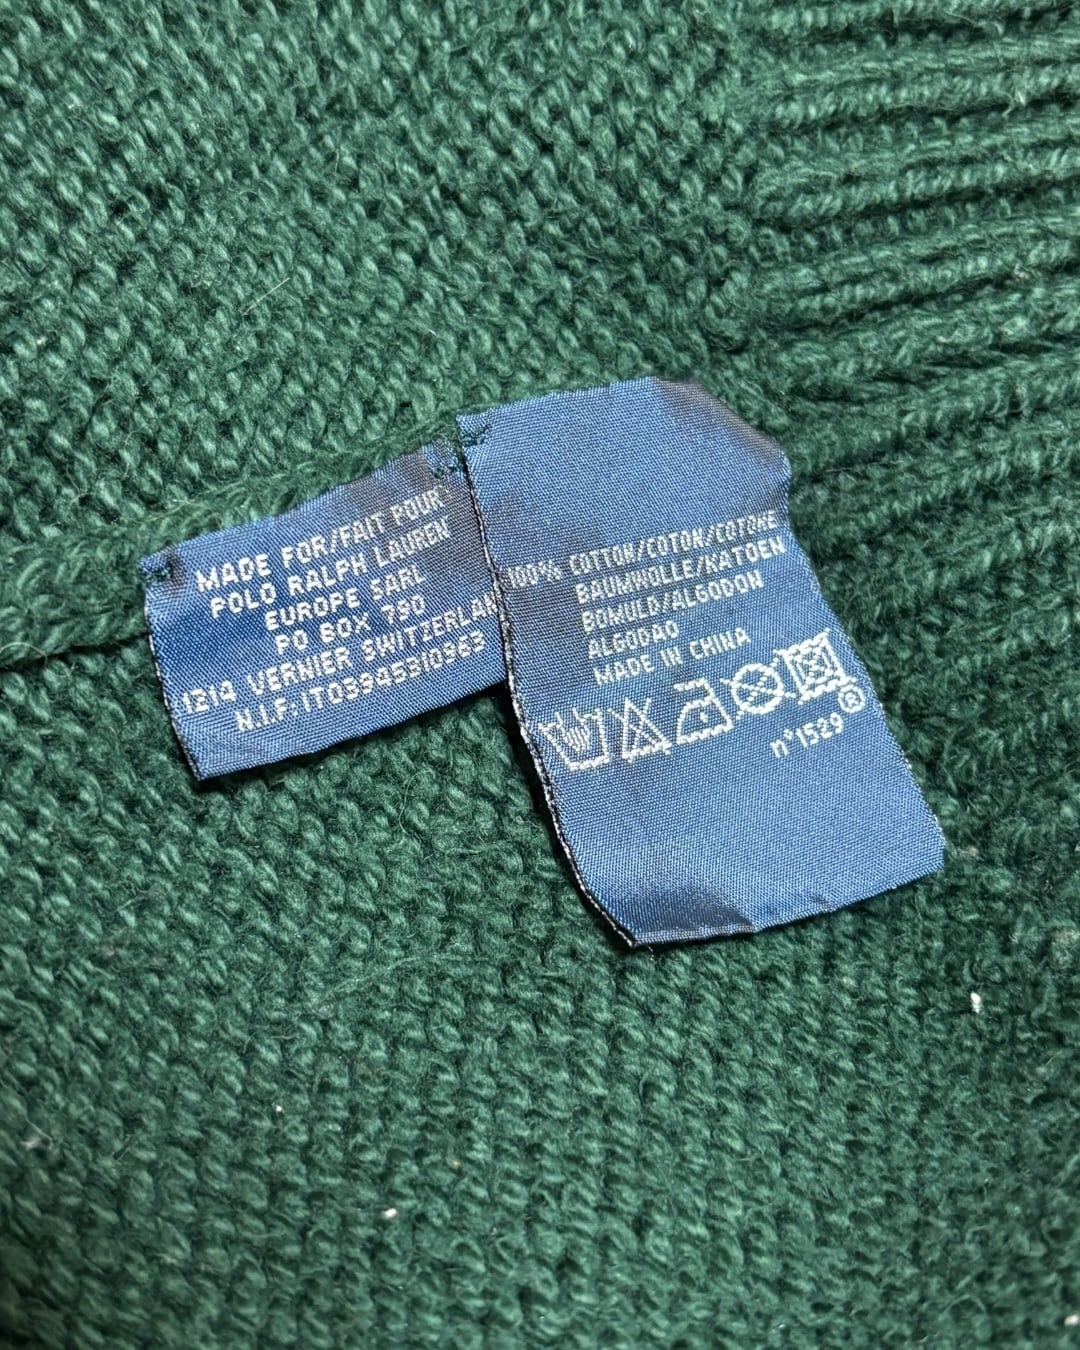 MADE FOR/FAIT POUR
POLO RALPH LAUREN
EUROPE SARL
PO BOX 790
1214 VERNIER SWITZERLAN
N.I.F. IT03945310963
100% COTTON/COTON/COTONE
BAUMWOLLE/KATOEN
BOMULD/ALGODON
ALGODAO
MADE IN CHINA
®
n°1529